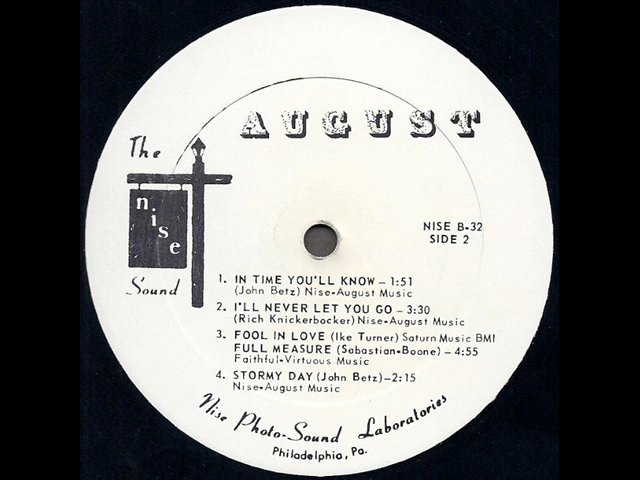 AUGUST
The
nise
Sound
NISE B-32
SIDE 2
1. IN TIME YOU'LL KNOW – 1:51
(John Betz) Nise-August Music
2. I'LL NEVER LET YOU GO – 3:30
(Rich Knickerbocker) Nise-August Music
3. FOOL IN LOVE (Ike Turner) Saturn Music BMI
FULL MEASURE (Sabastian-Boone) – 4:55
Faithful-Virtuous Music
4. STORMY DAY (John Betz)–2:15
Nise-August Music
Nise Photo-Sound Laboratories
Philadelphia, Pa.